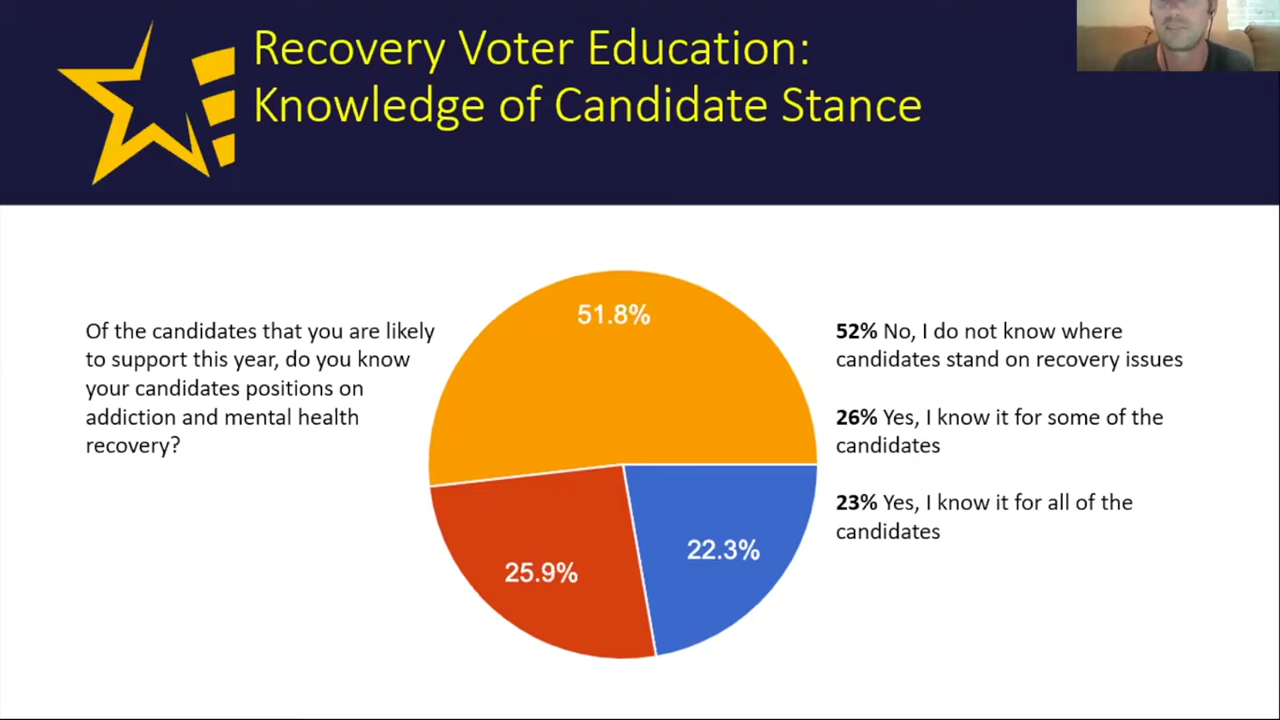 Recovery Voter Education:
Knowledge of Candidate Stance
Of the candidates that you are likely
to support this year, do you know
your candidates positions on
addiction and mental health
recovery?
51.8%
25.9%
22.3%
52% No, I do not know where
candidates stand on recovery issues
26% Yes, I know it for some of the
candidates
23% Yes, I know it for all of the
candidates